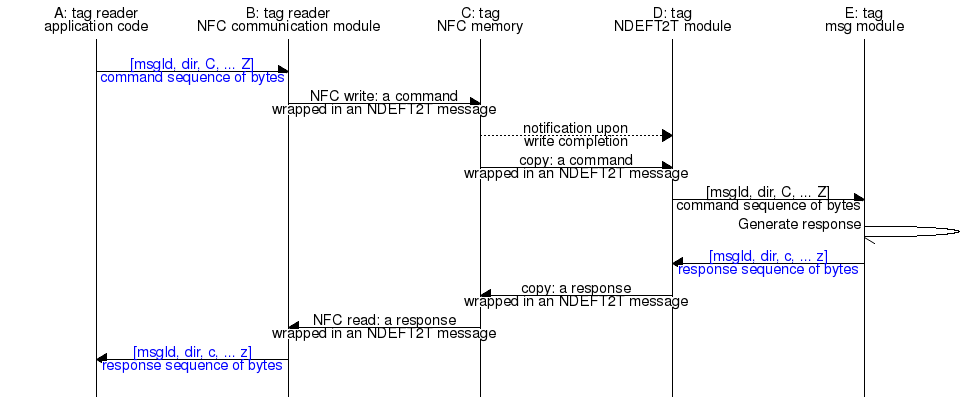 A: tag reader
application code
B: tag reader
NFC communication module
C: tag
NFC memory
D: tag
NDEFT2T module
E: tag
msg module
[msgId, dir, C, ... Z]
command sequence of bytes
NFC write: a command
wrapped in an NDEFT2T message
notification upon
write completion
copy: a command
wrapped in an NDEFT2T message
[msgId, dir, C, ... Z]
command sequence of bytes
Generate response
[msgId, dir, c, ... z]
response sequence of bytes
copy: a response
wrapped in an NDEFT2T message
NFC read: a response
wrapped in an NDEFT2T message
[msgId, dir, c, ... z]
response sequence of bytes